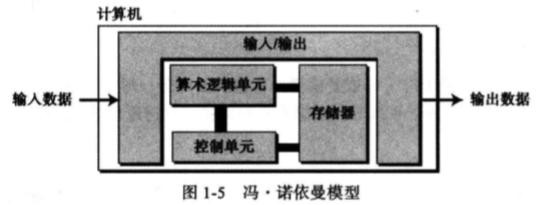 计算机
输入/输出
算术逻辑单元
输入数据
存储器
输出数据
控制单元
图 1-5 冯·诺依曼模型